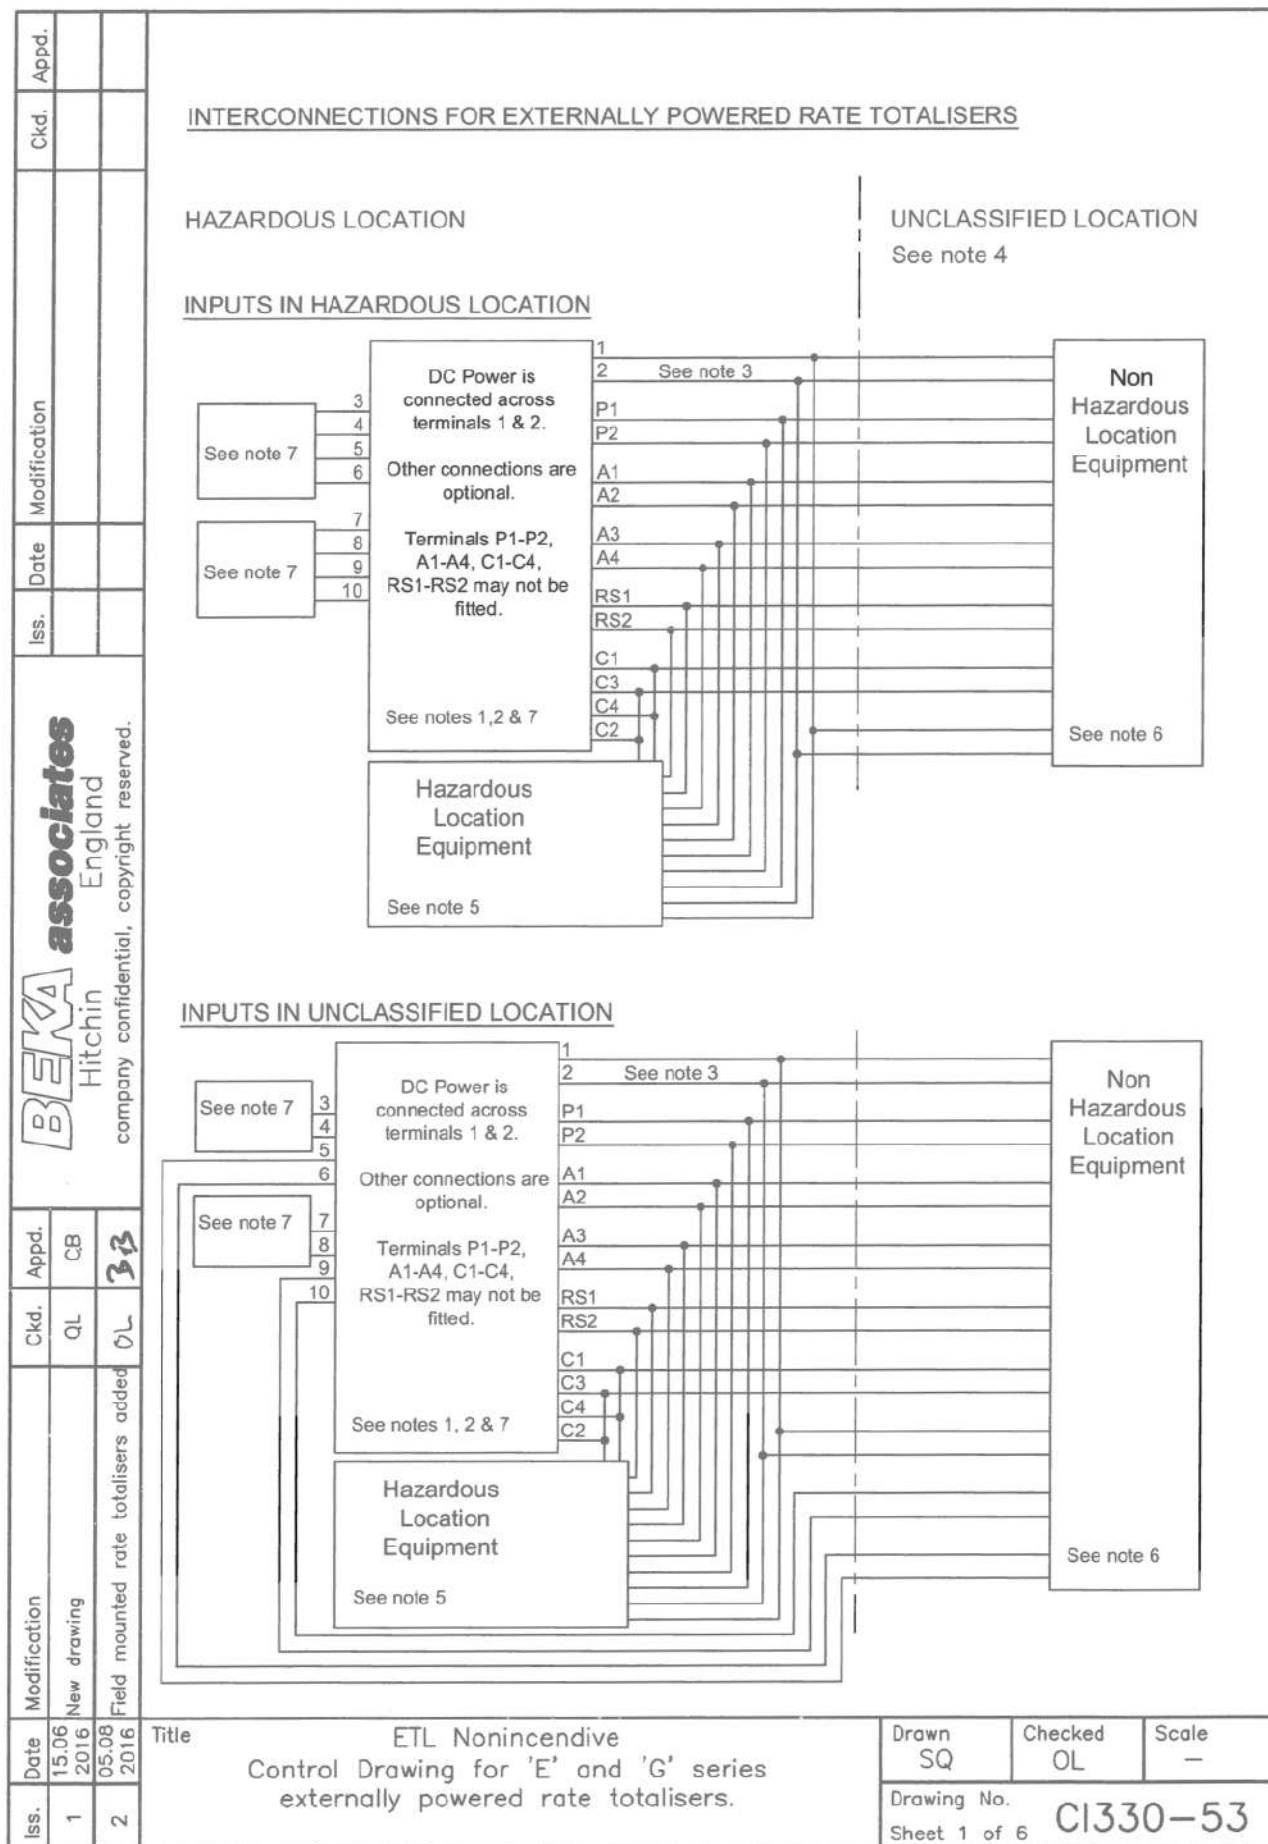 INTERCONNECTIONS FOR EXTERNALLY POWERED RATE TOTALISERS
HAZARDOUS LOCATION
UNCLASSIFIED LOCATION
See note 4
INPUTS IN HAZARDOUS LOCATION
See note 7
3
4
5
6
See note 7
7
8
9
10
DC Power is
connected across
terminals 1 & 2.
Other connections are
optional.
Terminals P1-P2,
A1-A4, C1-C4,
RS1-RS2 may not be
fitted.
See notes 1,2 & 7
1
2
See note 3
P1
P2
A1
A2
A3
A4
RS1
RS2
C1
C3
C4
C2
Non
Hazardous
Location
Equipment
See note 6
Hazardous
Location
Equipment
See note 5
INPUTS IN UNCLASSIFIED LOCATION
See note 7
3
4
5
6
See note 7
7
8
9
10
DC Power is
connected across
terminals 1 & 2.
Other connections are
optional.
Terminals P1-P2,
A1-A4, C1-C4,
RS1-RS2 may not be
fitted.
See notes 1, 2 & 7
1
2
See note 3
P1
P2
A1
A2
A3
A4
RS1
RS2
C1
C3
C4
C2
Non
Hazardous
Location
Equipment
See note 6
Hazardous
Location
Equipment
See note 5
Iss. Date Modification Ckd. Appd.
BEKA associates
Hitchin England
company confidential, copyright reserved.
Iss. Date Modification Ckd. Appd.
1 15.06 2016 New drawing QL CB
2 05.08 2016 Field mounted rate totalisers added OL BB
Title
ETL Nonincendive
Control Drawing for 'E' and 'G' series
externally powered rate totalisers.
Drawn
SQ
Checked
OL
Scale
—
Drawing No.
CI330-53
Sheet 1 of 6